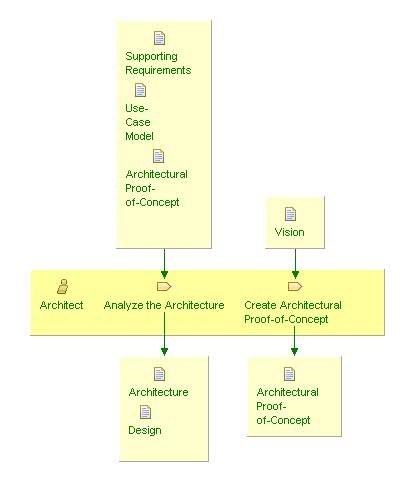 Supporting
Requirements
Use-
Case
Model
Architectural
Proof-
of-Concept
Vision
Architect
Analyze the Architecture
Create Architectural
Proof-of-Concept
Architecture
Design
Architectural
Proof-
of-Concept